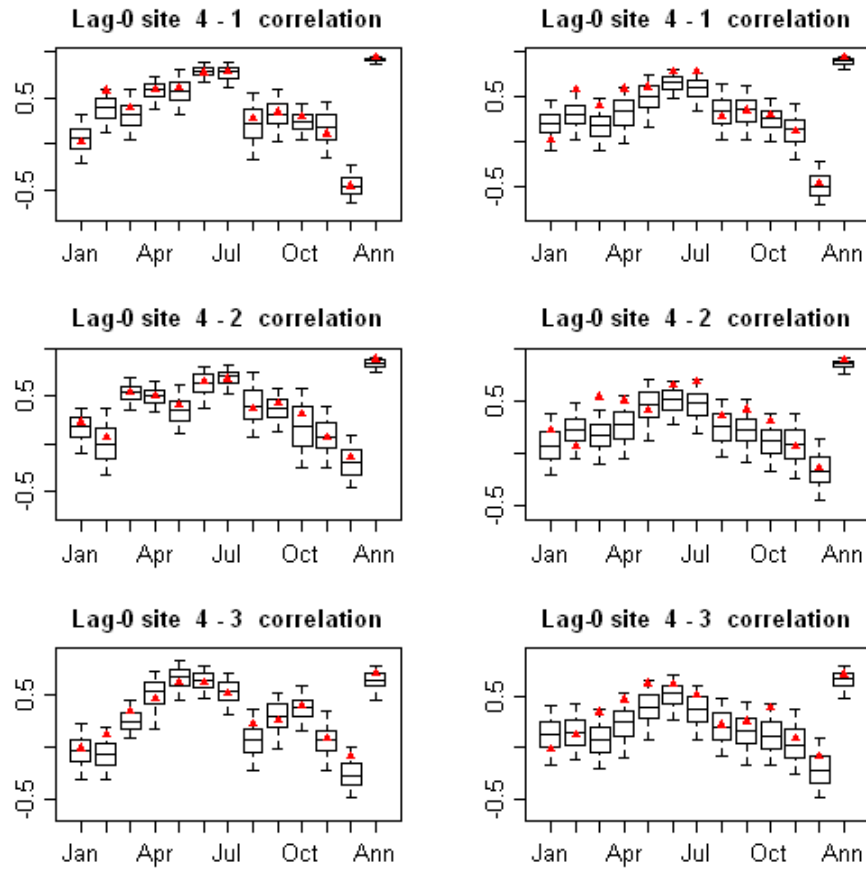 Lag-0 site 4 - 1 correlation
0.5
-0.5
Jan Apr Jul Oct Ann
Lag-0 site 4 - 1 correlation
0.5
-0.5
Jan Apr Jul Oct Ann
Lag-0 site 4 - 2 correlation
0.5
-0.5
Jan Apr Jul Oct Ann
Lag-0 site 4 - 2 correlation
0.5
-0.5
Jan Apr Jul Oct Ann
Lag-0 site 4 - 3 correlation
0.5
-0.5
Jan Apr Jul Oct Ann
Lag-0 site 4 - 3 correlation
0.5
-0.5
Jan Apr Jul Oct Ann